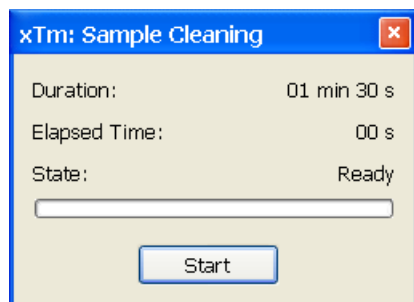 xTm: Sample Cleaning
Duration: 01 min 30 s
Elapsed Time: 00 s
State: Ready
Start